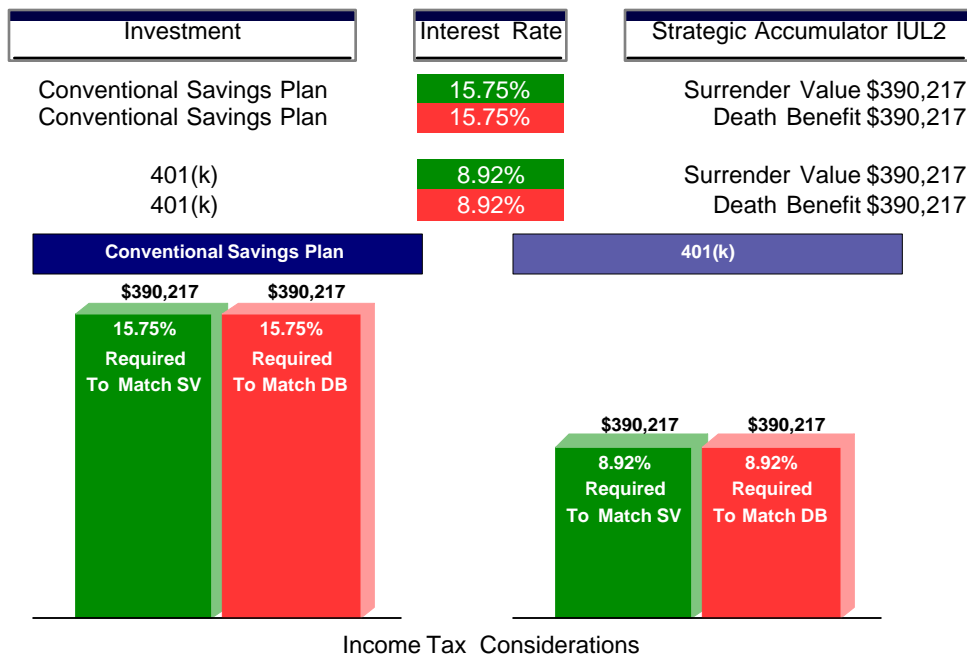 Investment Interest Rate Strategic Accumulator IUL2
Conventional Savings Plan 15.75% Surrender Value $390,217
Conventional Savings Plan 15.75% Death Benefit $390,217
401(k) 8.92% Surrender Value $390,217
401(k) 8.92% Death Benefit $390,217
Conventional Savings Plan 401(k)
$390,217 $390,217
15.75% 15.75%
Required Required
To Match SV To Match DB
$390,217 $390,217
8.92% 8.92%
Required Required
To Match SV To Match DB
Income Tax Considerations